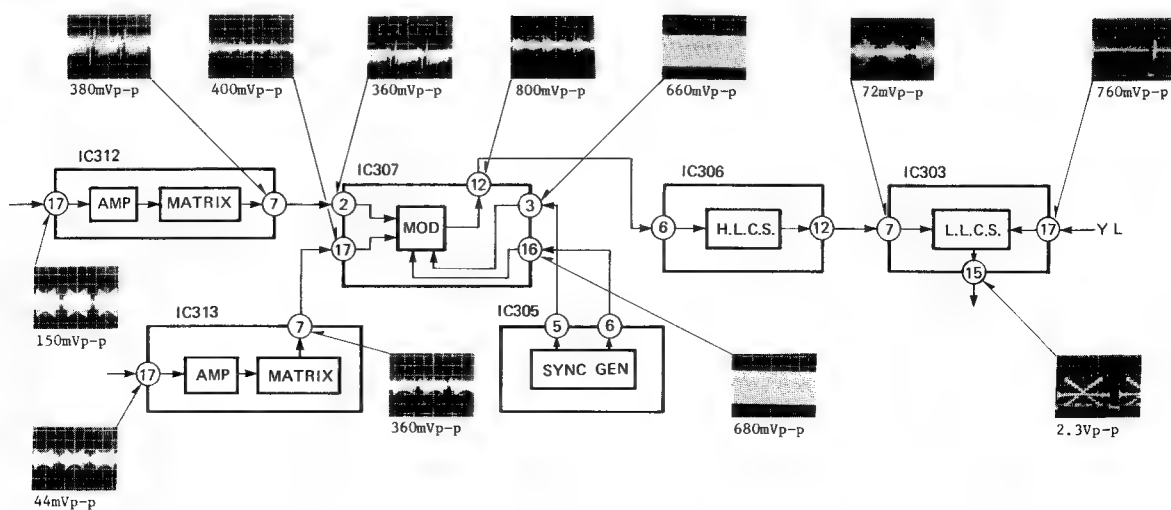 380mVp-p
400mVp-p
360mVp-p
800mVp-p
660mVp-p
72mVp-p
760mVp-p
IC312
17
AMP
MATRIX
7
IC307
2
17
MOD
12
3
16
IC306
6
H.L.C.S.
12
IC303
7
L.L.C.S.
17
YL
15
150mVp-p
IC313
17
AMP
MATRIX
7
IC305
5
6
SYNC GEN
360mVp-p
680mVp-p
2.3Vp-p
44mVp-p